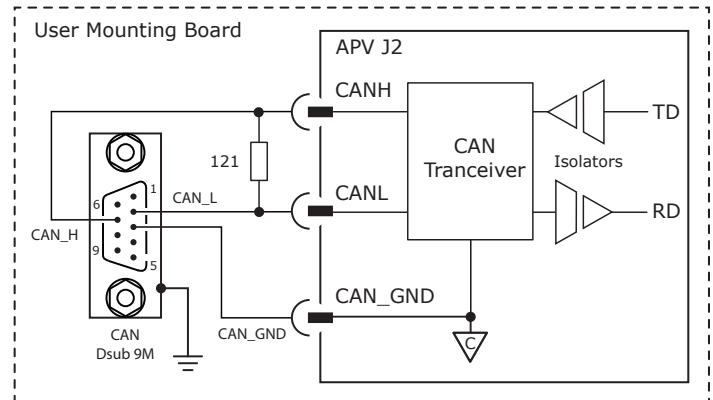 User Mounting Board
APV J2
CANH
TD
CAN
Tranceiver
Isolators
121
1
6
CAN_L
CANL
RD
CAN_H
9
5
CAN_GND
CAN
Dsub 9M
CAN_GND
C